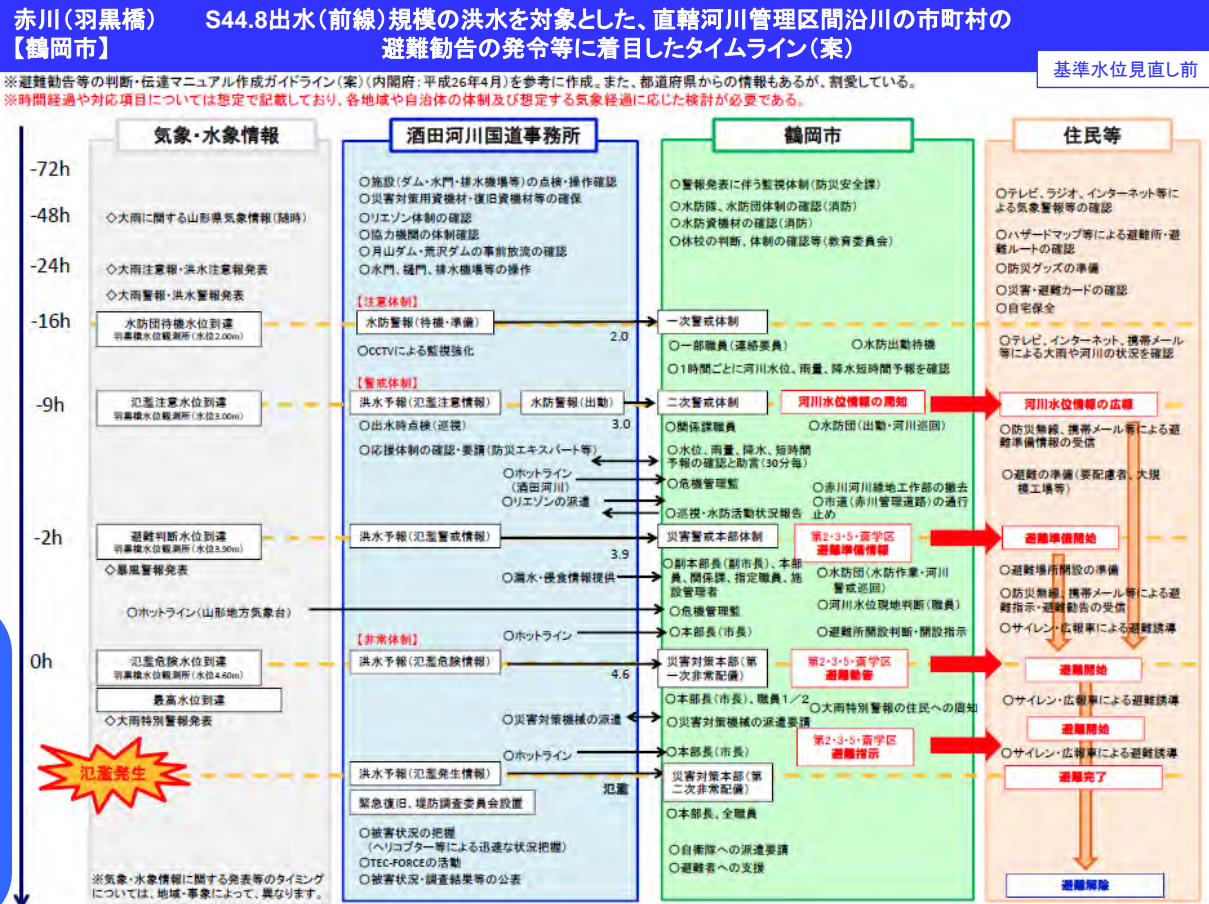 赤川（羽黒橋）　S44.8出水（前線）規模の洪水を対象とした、直轄河川管理区間沿川の市町村の
【鶴岡市】　避難勧告の発令等に着目したタイムライン（案）
基準水位見直し前
※避難勧告等の判断・伝達マニュアル作成ガイドライン（案）（内閣府：平成26年4月）を参考に作成。また、都道府県からの情報もあるが、割愛している。
※時間経過や対応項目については想定で記載しており、各地域や自治体の体制及び想定する気象経過に応じた検討が必要である。
-72h
-48h
-24h
-16h
-9h
-2h
0h
気象・水象情報
◇大雨に関する山形県気象情報（随時）
◇大雨注意報・洪水注意報発表
◇大雨警報・洪水警報発表
水防団待機水位到達
羽黒橋水位観測所（水位2.00m）
氾濫注意水位到達
羽黒橋水位観測所（水位3.00m）
避難判断水位到達
羽黒橋水位観測所（水位3.90m）
◇暴風警報発表
○ホットライン（山形地方気象台）
氾濫危険水位到達
羽黒橋水位観測所（水位4.60m）
最高水位到達
◇大雨特別警報発表
氾濫発生
※気象・水象情報に関する発表等のタイミング
については、地域・事象によって、異なります。
酒田河川国道事務所
○施設（ダム・水門・排水機場等）の点検・操作確認
○災害対策用資機材・復旧資機材等の確保
○リエゾン体制の確認
○協力機関の体制確認
○月山ダム・荒沢ダムの事前放流の確認
○水門、樋門、排水機場等の操作
【注意体制】
水防警報（待機・準備）
2.0
○CCTVによる監視強化
【警戒体制】
洪水予報（氾濫注意情報）
水防警報（出動）
3.0
○出水時点検（巡視）
○応援体制の確認・要請（防災エキスパート等）
○ホットライン
（酒田河川）
○リエゾンの派遣
洪水予報（氾濫警戒情報）
3.9
○漏水・侵食情報提供
○ホットライン
【非常体制】
洪水予報（氾濫危険情報）
4.6
○災害対策機械の派遣
○ホットライン
洪水予報（氾濫発生情報）
氾濫
緊急復旧、堤防調査委員会設置
○被害状況の把握
（ヘリコプター等による迅速な状況把握）
○TEC-FORCEの活動
○被害状況・調査結果等の公表
鶴岡市
○警報発表に伴う監視体制（防災安全課）
○水防隊、水防団体制の確認（消防）
○水防資機材の確認（消防）
○休校の判断、体制の確認等（教育委員会）
一次警戒体制
○一部職員（連絡要員）
○水防出動待機
○1時間ごとに河川水位、雨量、降水短時間予報を確認
二次警戒体制
河川水位情報の周知
○関係課職員
○水防団（出動・河川巡回）
○水位、雨量、降水、短時間
予報の確認と助言（30分毎）
○危機管理監
○赤川河川緑地工作部の撤去
○市道（赤川管理道路）の通行
止め
○巡視・水防活動状況報告
災害警戒本部体制
第2・3・5・斎学区
避難準備情報
○副本部長（副市長）、本部
員、関係課、指定職員、施
設管理者
○水防団（水防作業・河川
警戒巡回）
○危機管理監
○河川水位現地判断（職員）
○本部長（市長）
○避難所開設判断・開設指示
災害対策本部（第
一次非常配備）
第2・3・5・斎学区
避難勧告
○本部長（市長）、職員1／2
○大雨特別警報の住民への周知
○災害対策機械の派遣要請
第2・3・5・斎学区
避難指示
○本部長（市長）
災害対策本部（第
二次非常配備）
○本部長、全職員
○自衛隊への派遣要請
○避難者への支援
住民等
○テレビ、ラジオ、インターネット等に
よる気象警報等の確認
○ハザードマップ等による避難所・避
難ルートの確認
○防災グッズの準備
○災害・避難カードの確認
○自宅保全
○テレビ、インターネット、携帯メール
等による大雨や河川の状況を確認
河川水位情報の広報
○防災無線、携帯メール等による避
難準備情報の受信
○避難の準備（要配慮者、大規
模工場等）
避難準備開始
○避難場所開設の準備
○防災無線、携帯メール等による避
難指示・避難勧告の受信
○サイレン・広報車による避難誘導
避難開始
○サイレン・広報車による避難誘導
避難開始
○サイレン・広報車による避難誘導
避難完了
避難解除